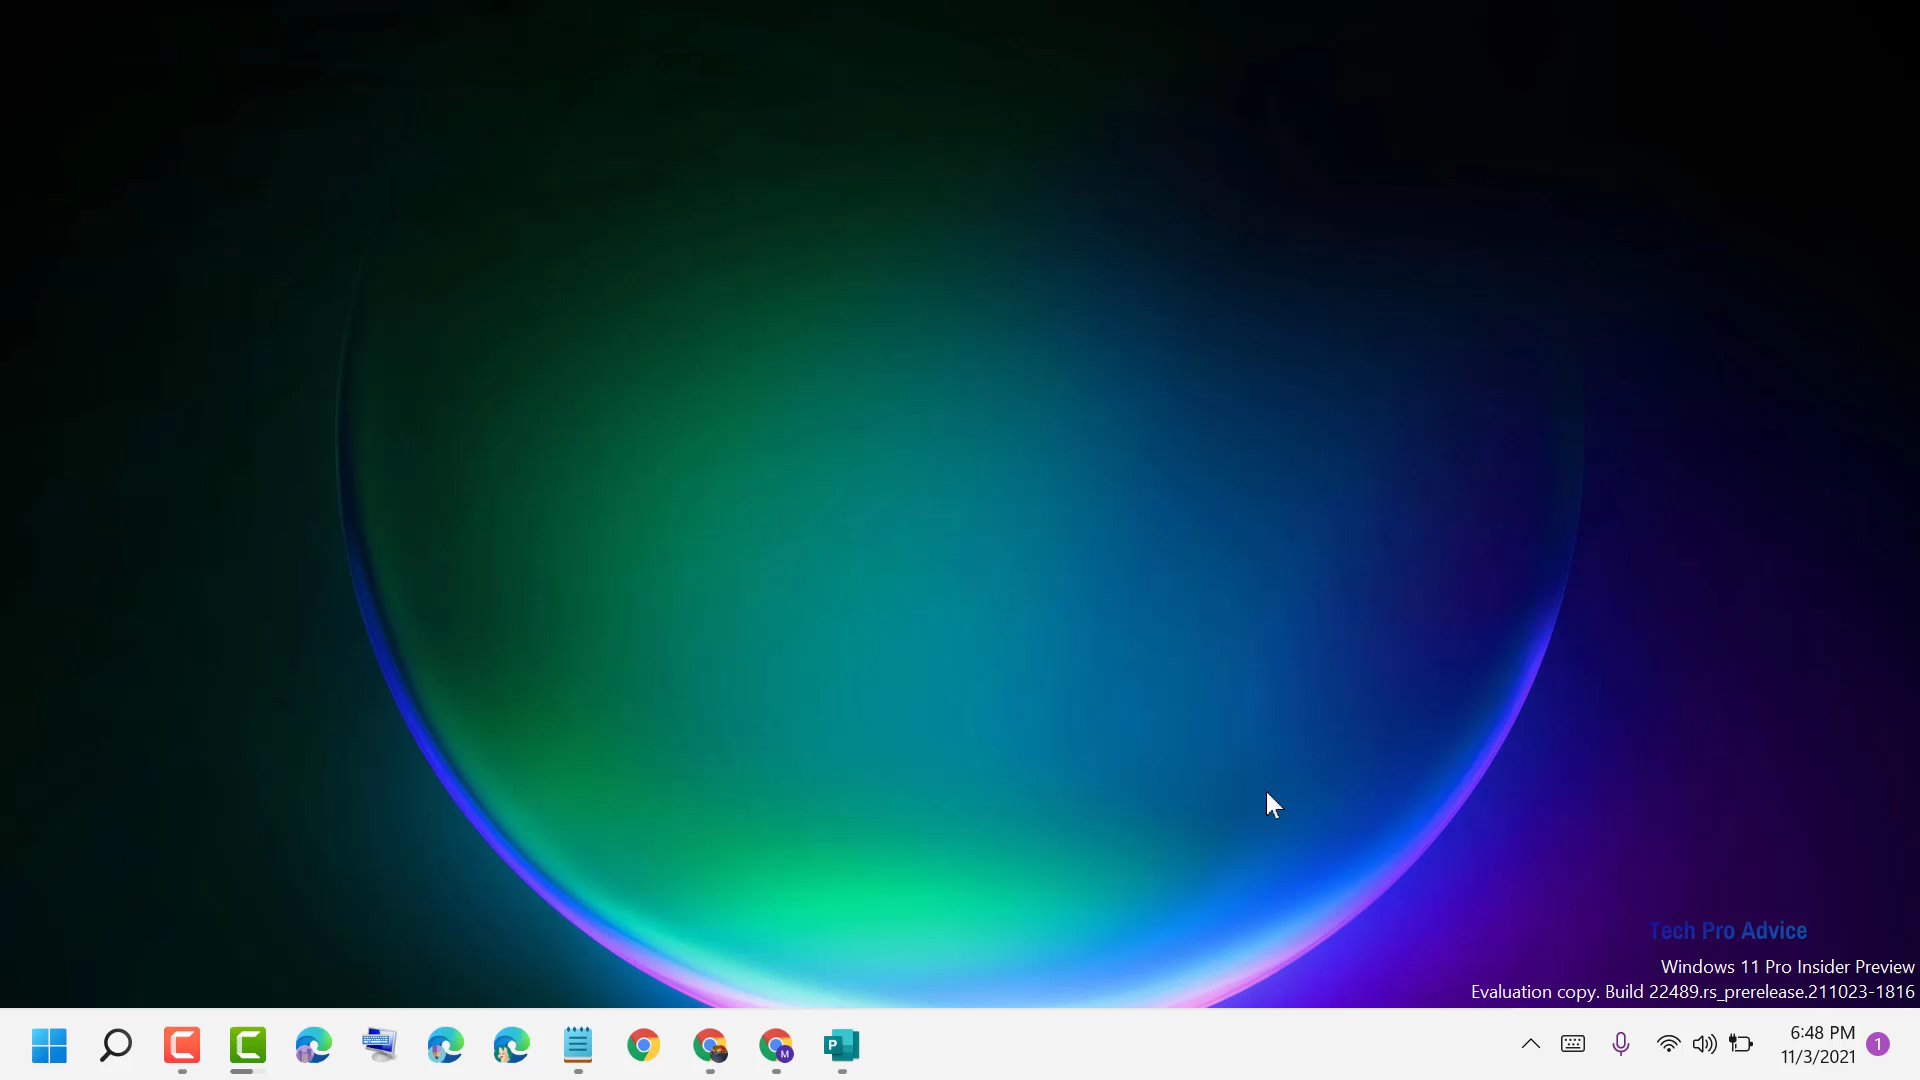 Tech Pro Advice
Windows 11 Pro Insider Preview
Evaluation copy. Build 22489.rs_prerelease.211023-1816
P
M
6:48 PM
11/3/2021
1